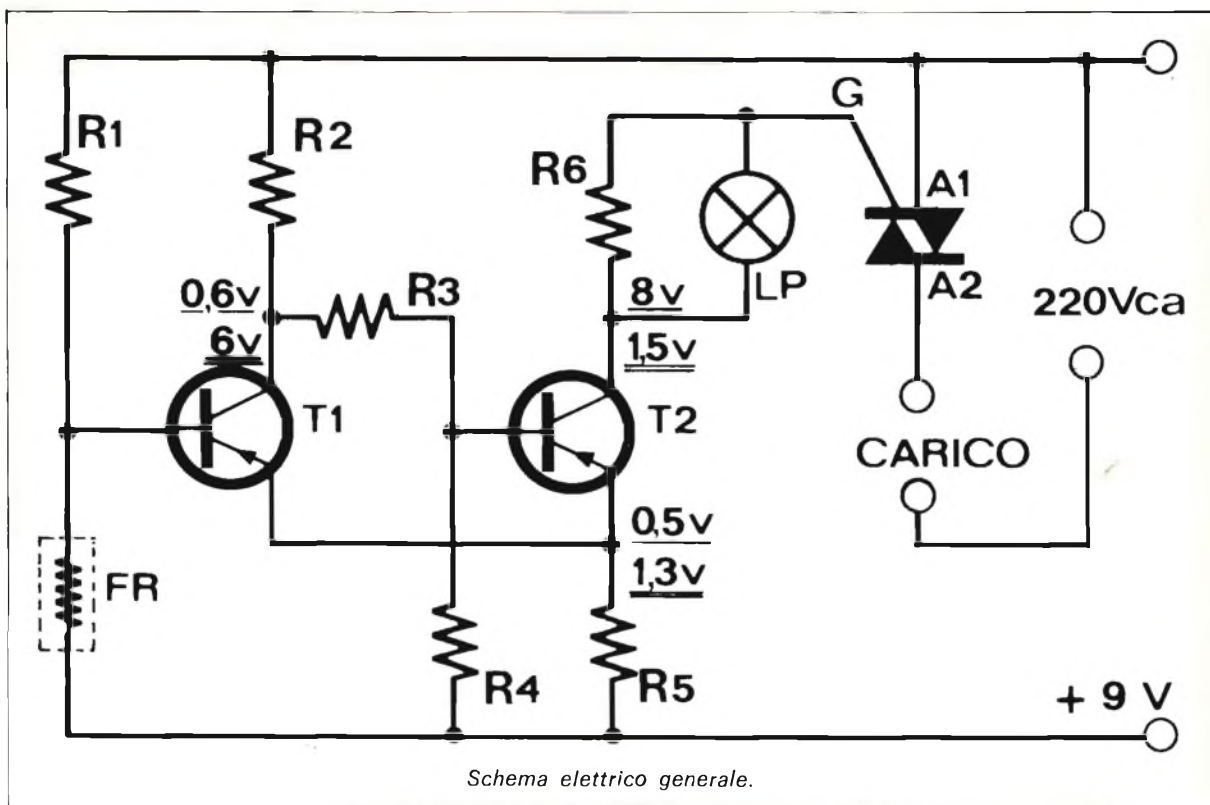 G
R1
R2
R6
A1
A2
LP
220Vca
0,6v
R3
8v
6v
1,5v
T1
T2
CARICO
0,5v
1,3v
FR
R4
R5
+ 9 V
Schema elettrico generale.